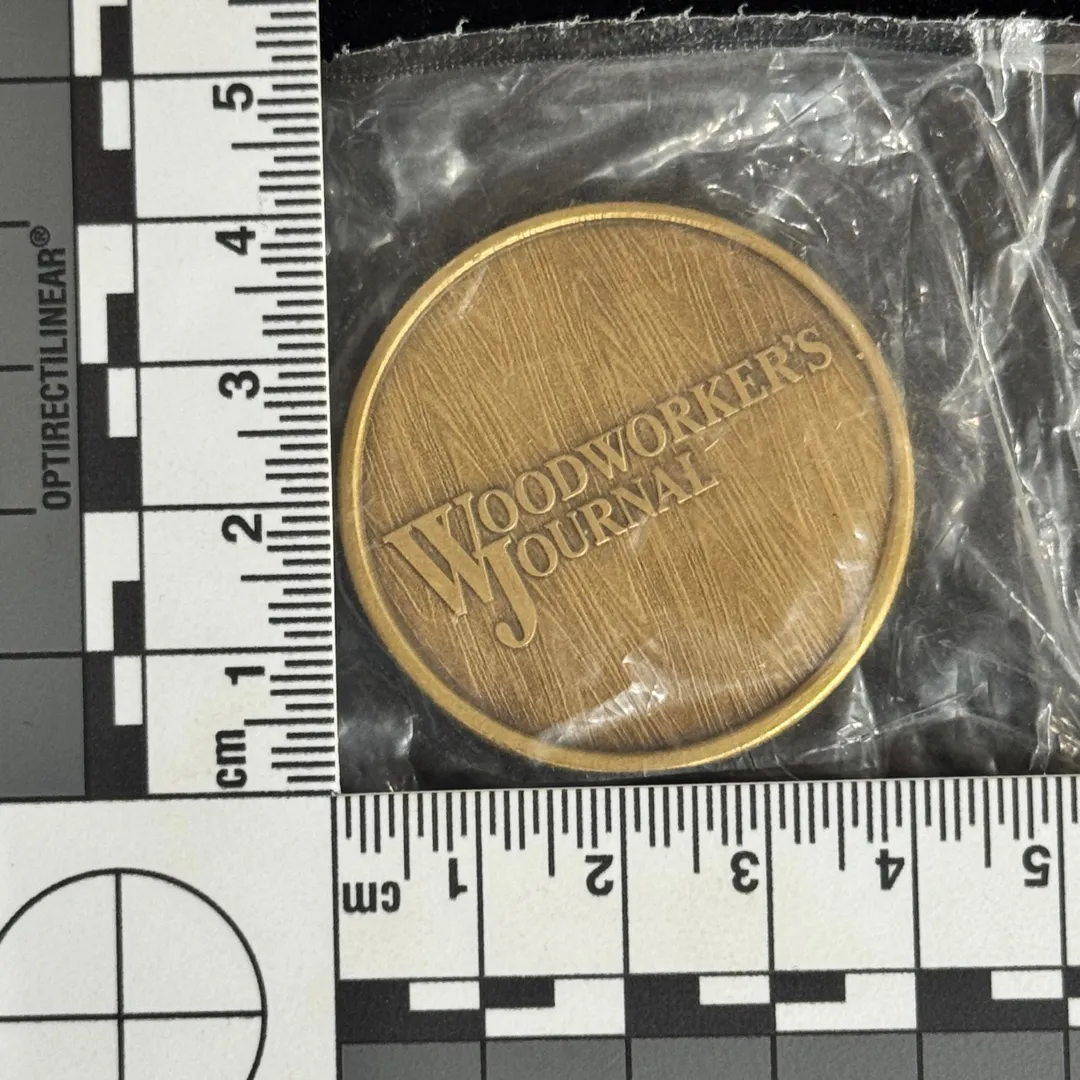 5
4
3
2
1
cm
OPTIRECTILINEAR®
WOODWORKER'S
JOURNAL
cm 1 2 3 4 5